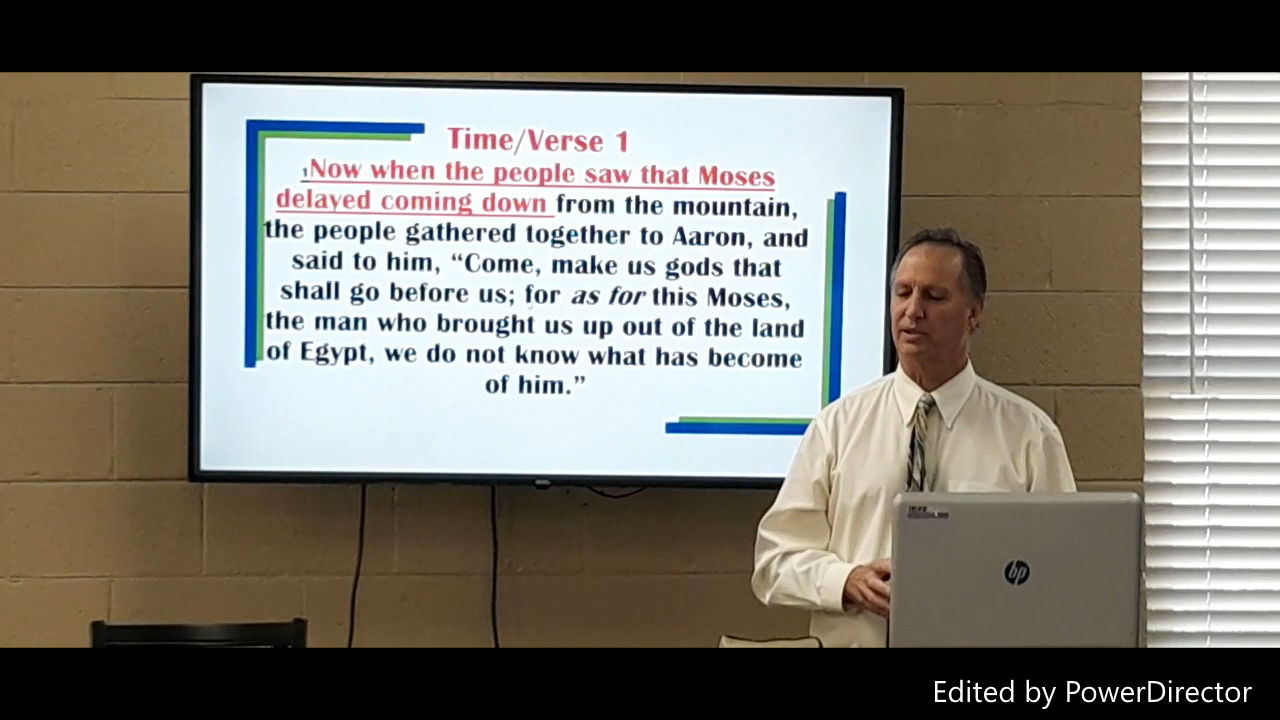 Time/Verse 1
1Now when the people saw that Moses
delayed coming down from the mountain,
the people gathered together to Aaron, and
said to him, “Come, make us gods that
shall go before us; for as for this Moses,
the man who brought us up out of the land
of Egypt, we do not know what has become
of him.”
hp
Edited by PowerDirector